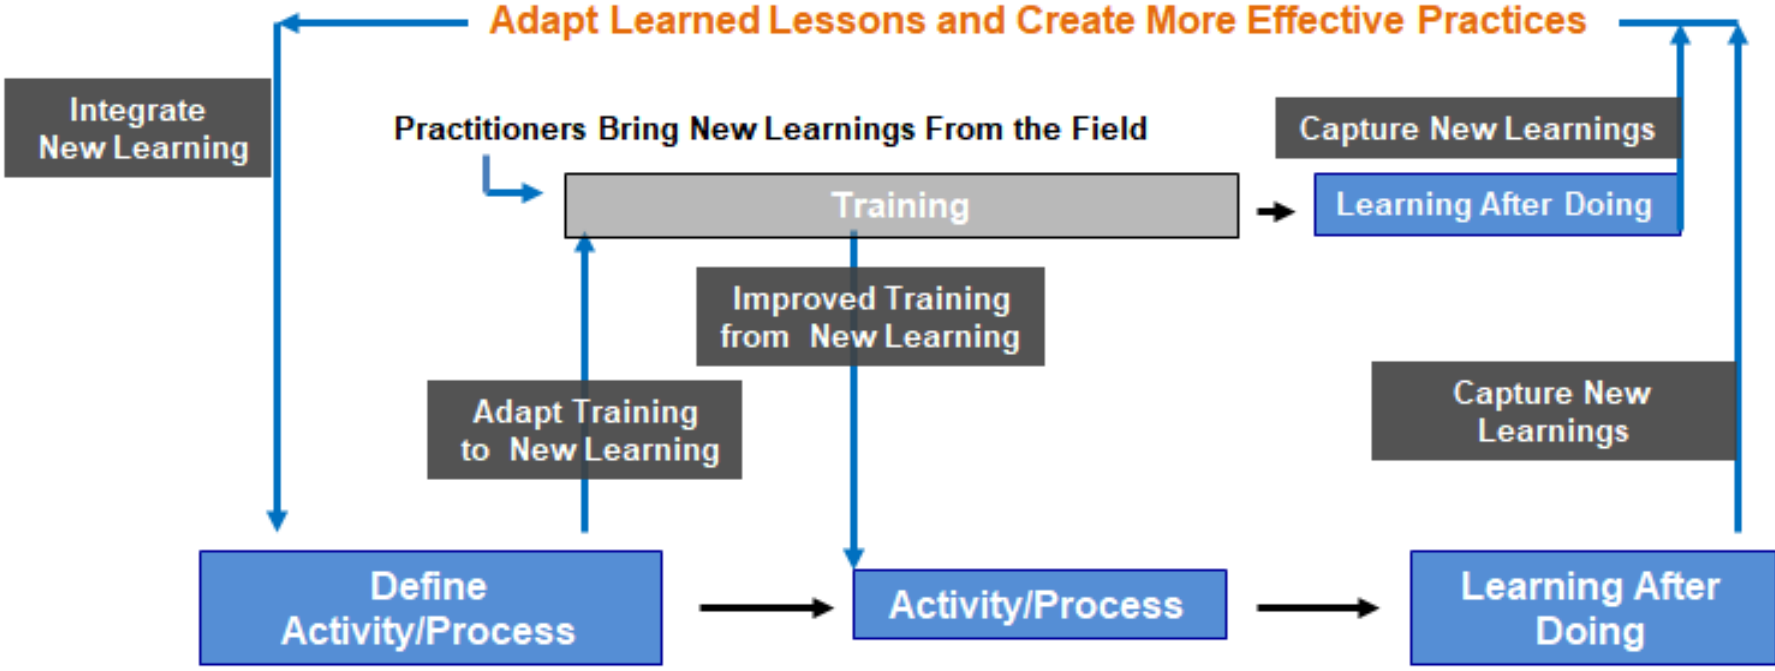 Adapt Learned Lessons and Create More Effective Practices
Integrate
New Learning
Practitioners Bring New Learnings From the Field
Capture New Learnings
Training
Learning After Doing
Improved Training
from New Learning
Adapt Training
to New Learning
Capture New
Learnings
Define
Activity/Process
Activity/Process
Learning After
Doing